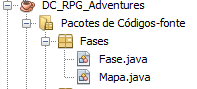 DC_RPG_Adventures
Pacotes de Códigos-fonte
Fases
Fase.java
Mapa.java